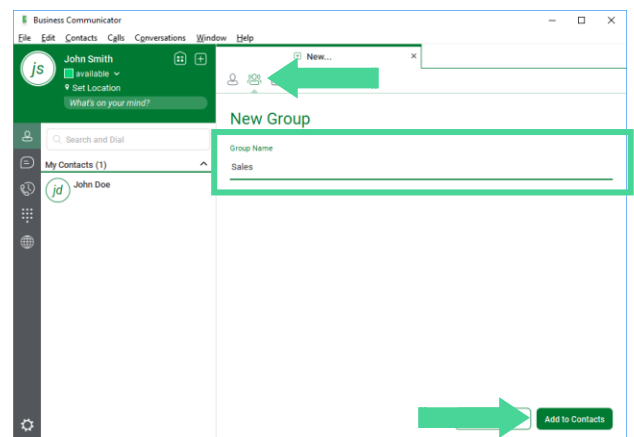 Business Communicator
File Edit Contacts Calls Conversations Window Help
js
John Smith
available
Set Location
What's on your mind?
New...
Search and Dial
My Contacts (1)
jd
John Doe
New Group
Group Name
Sales
Add to Contacts